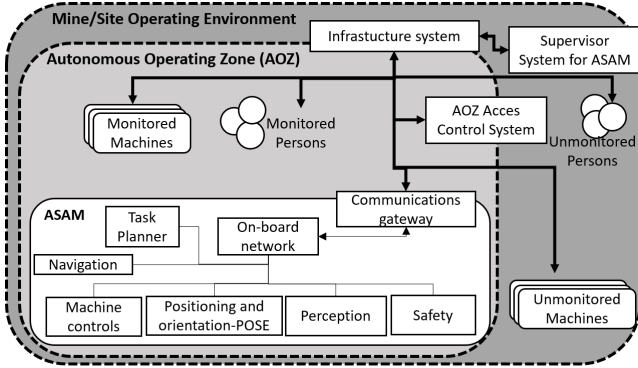 Mine/Site Operating Environment
Infrastucture system
Supervisor
System for ASAM
Autonomous Operating Zone (AOZ)
Monitored
Machines
Monitored
Persons
AOZ Acces
Control System
Unmonitored
Persons
ASAM
Task
Planner
On-board
network
Communications
gateway
Navigation
Machine
controls
Positioning and
orientation-POSE
Perception
Safety
Unmonitored
Machines